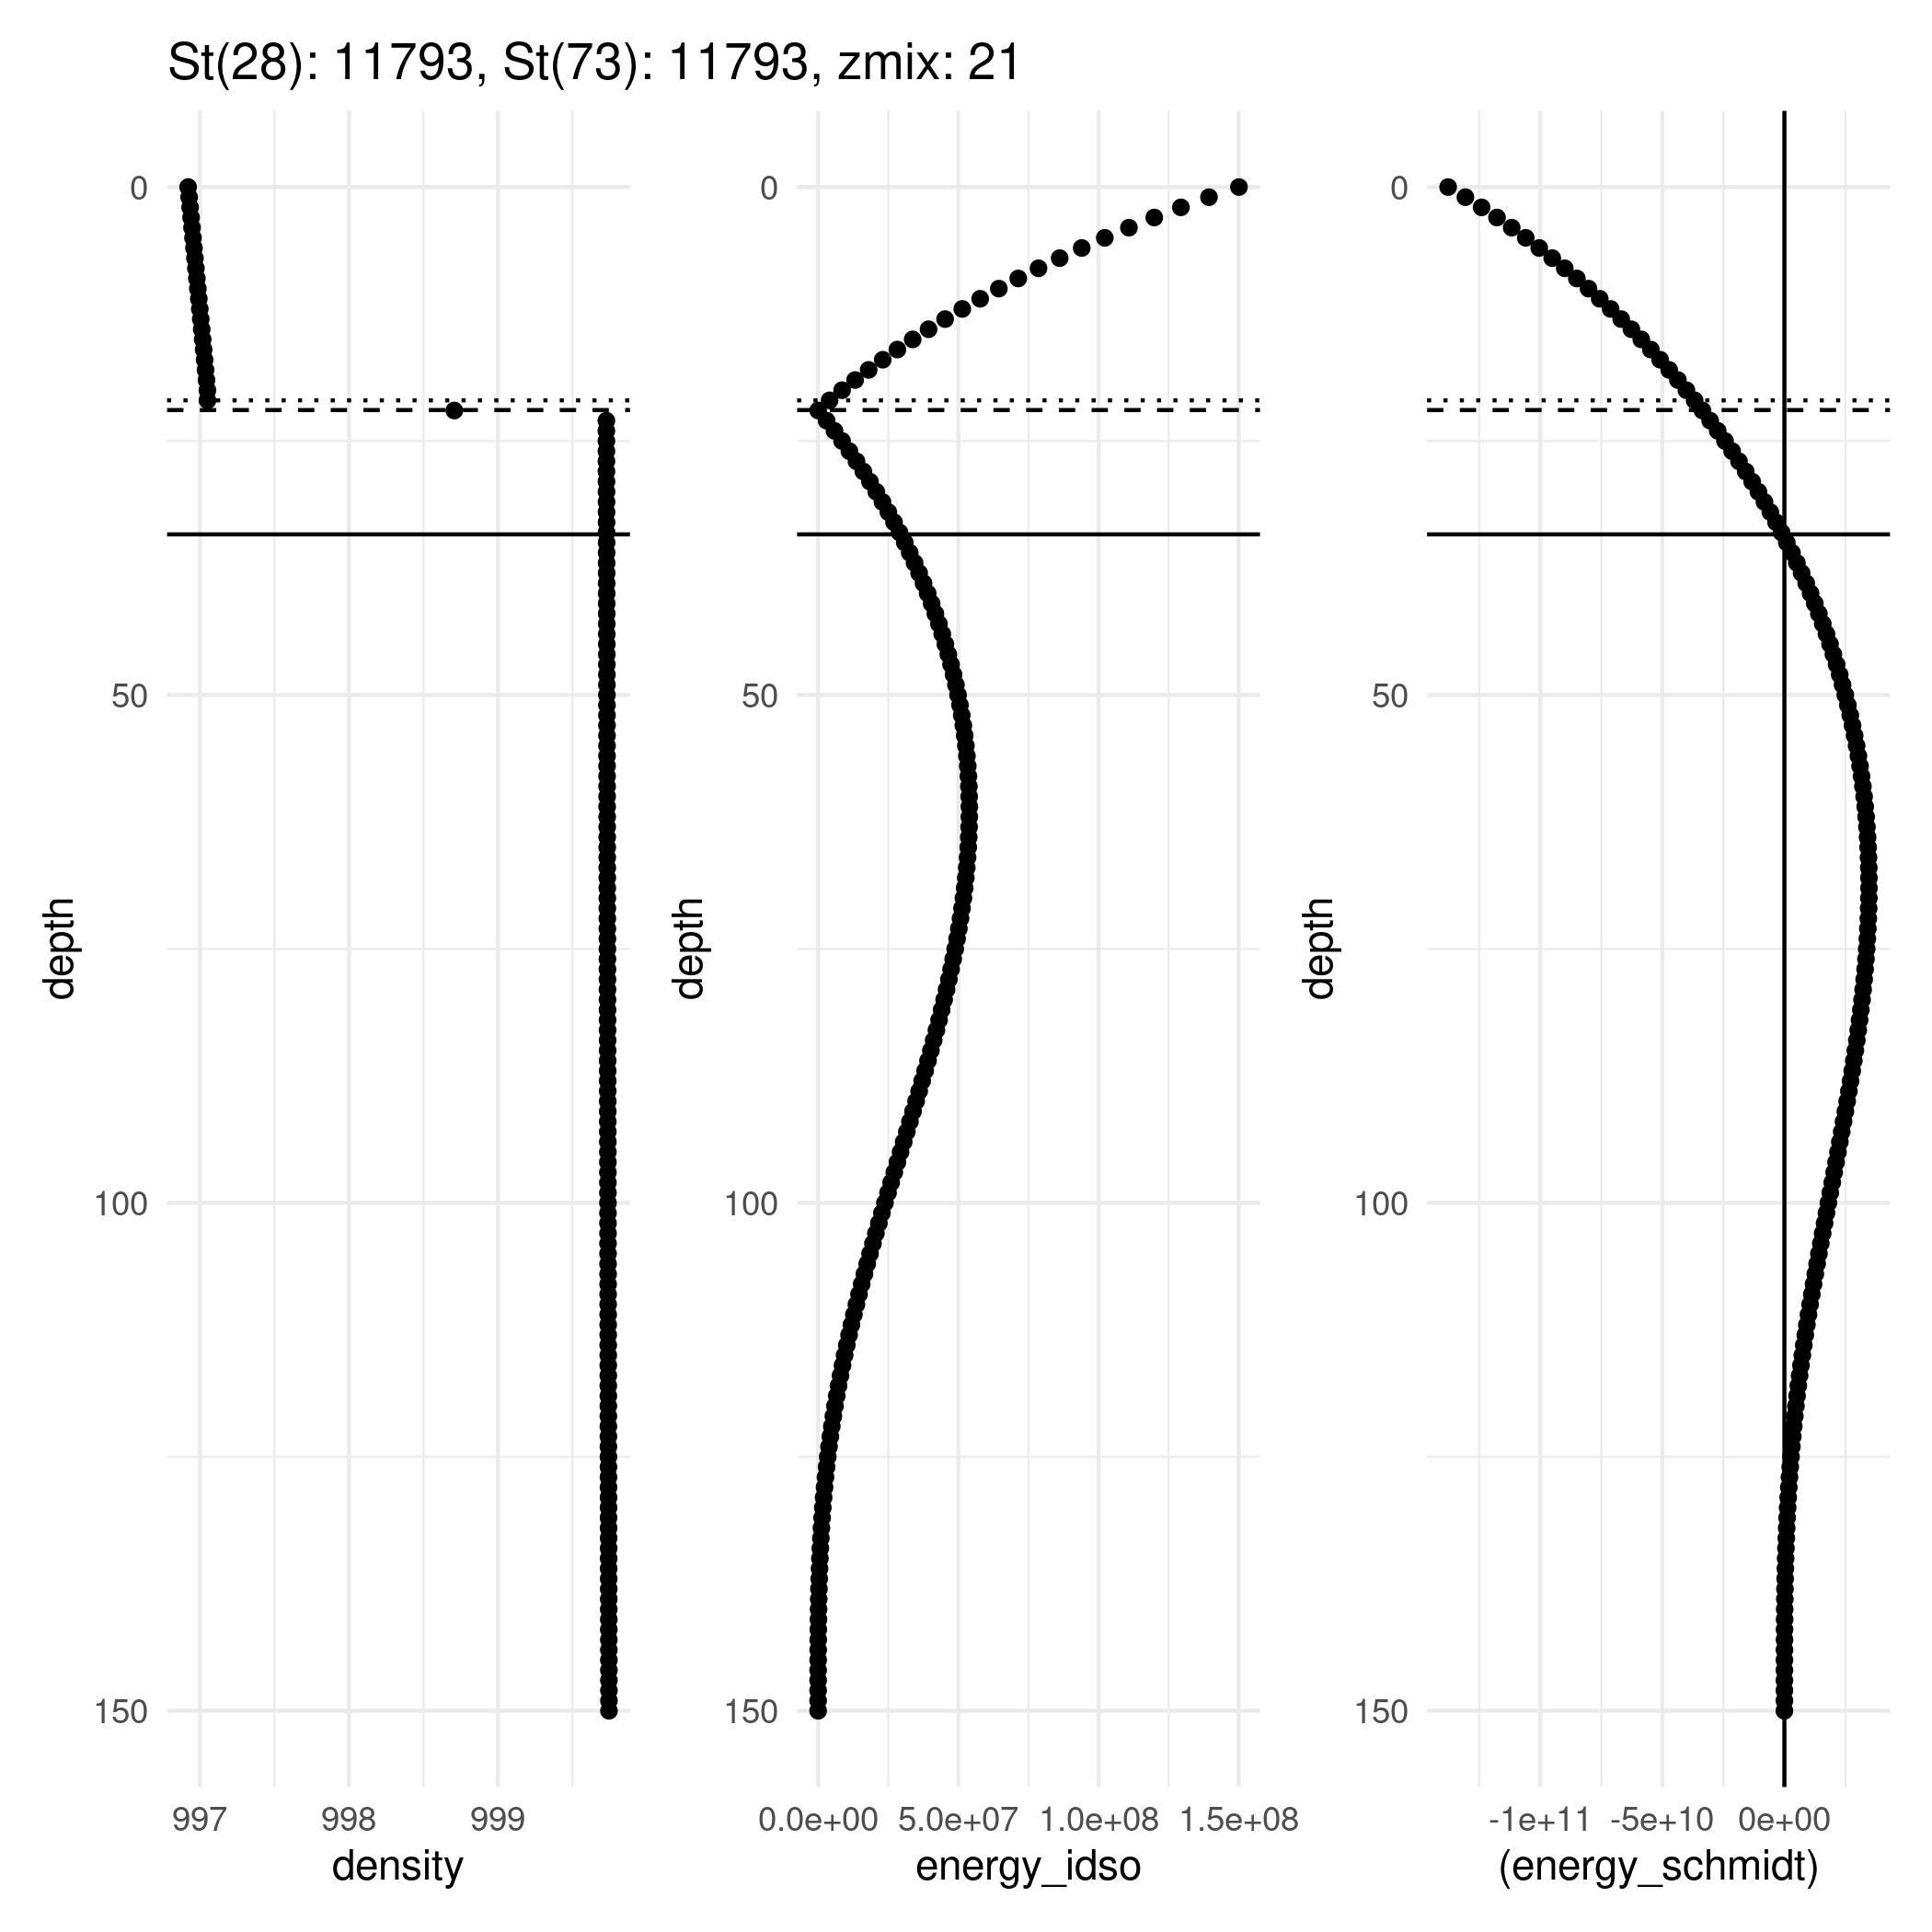 St(28): 11793, St(73): 11793, zmix: 21
depth
0
50
100
150
997 998 999
density
depth
0
50
100
150
0.0e+00 5.0e+07 1.0e+08 1.5e+08
energy_idso
depth
0
50
100
150
-1e+11 -5e+10 0e+00
(energy_schmidt)